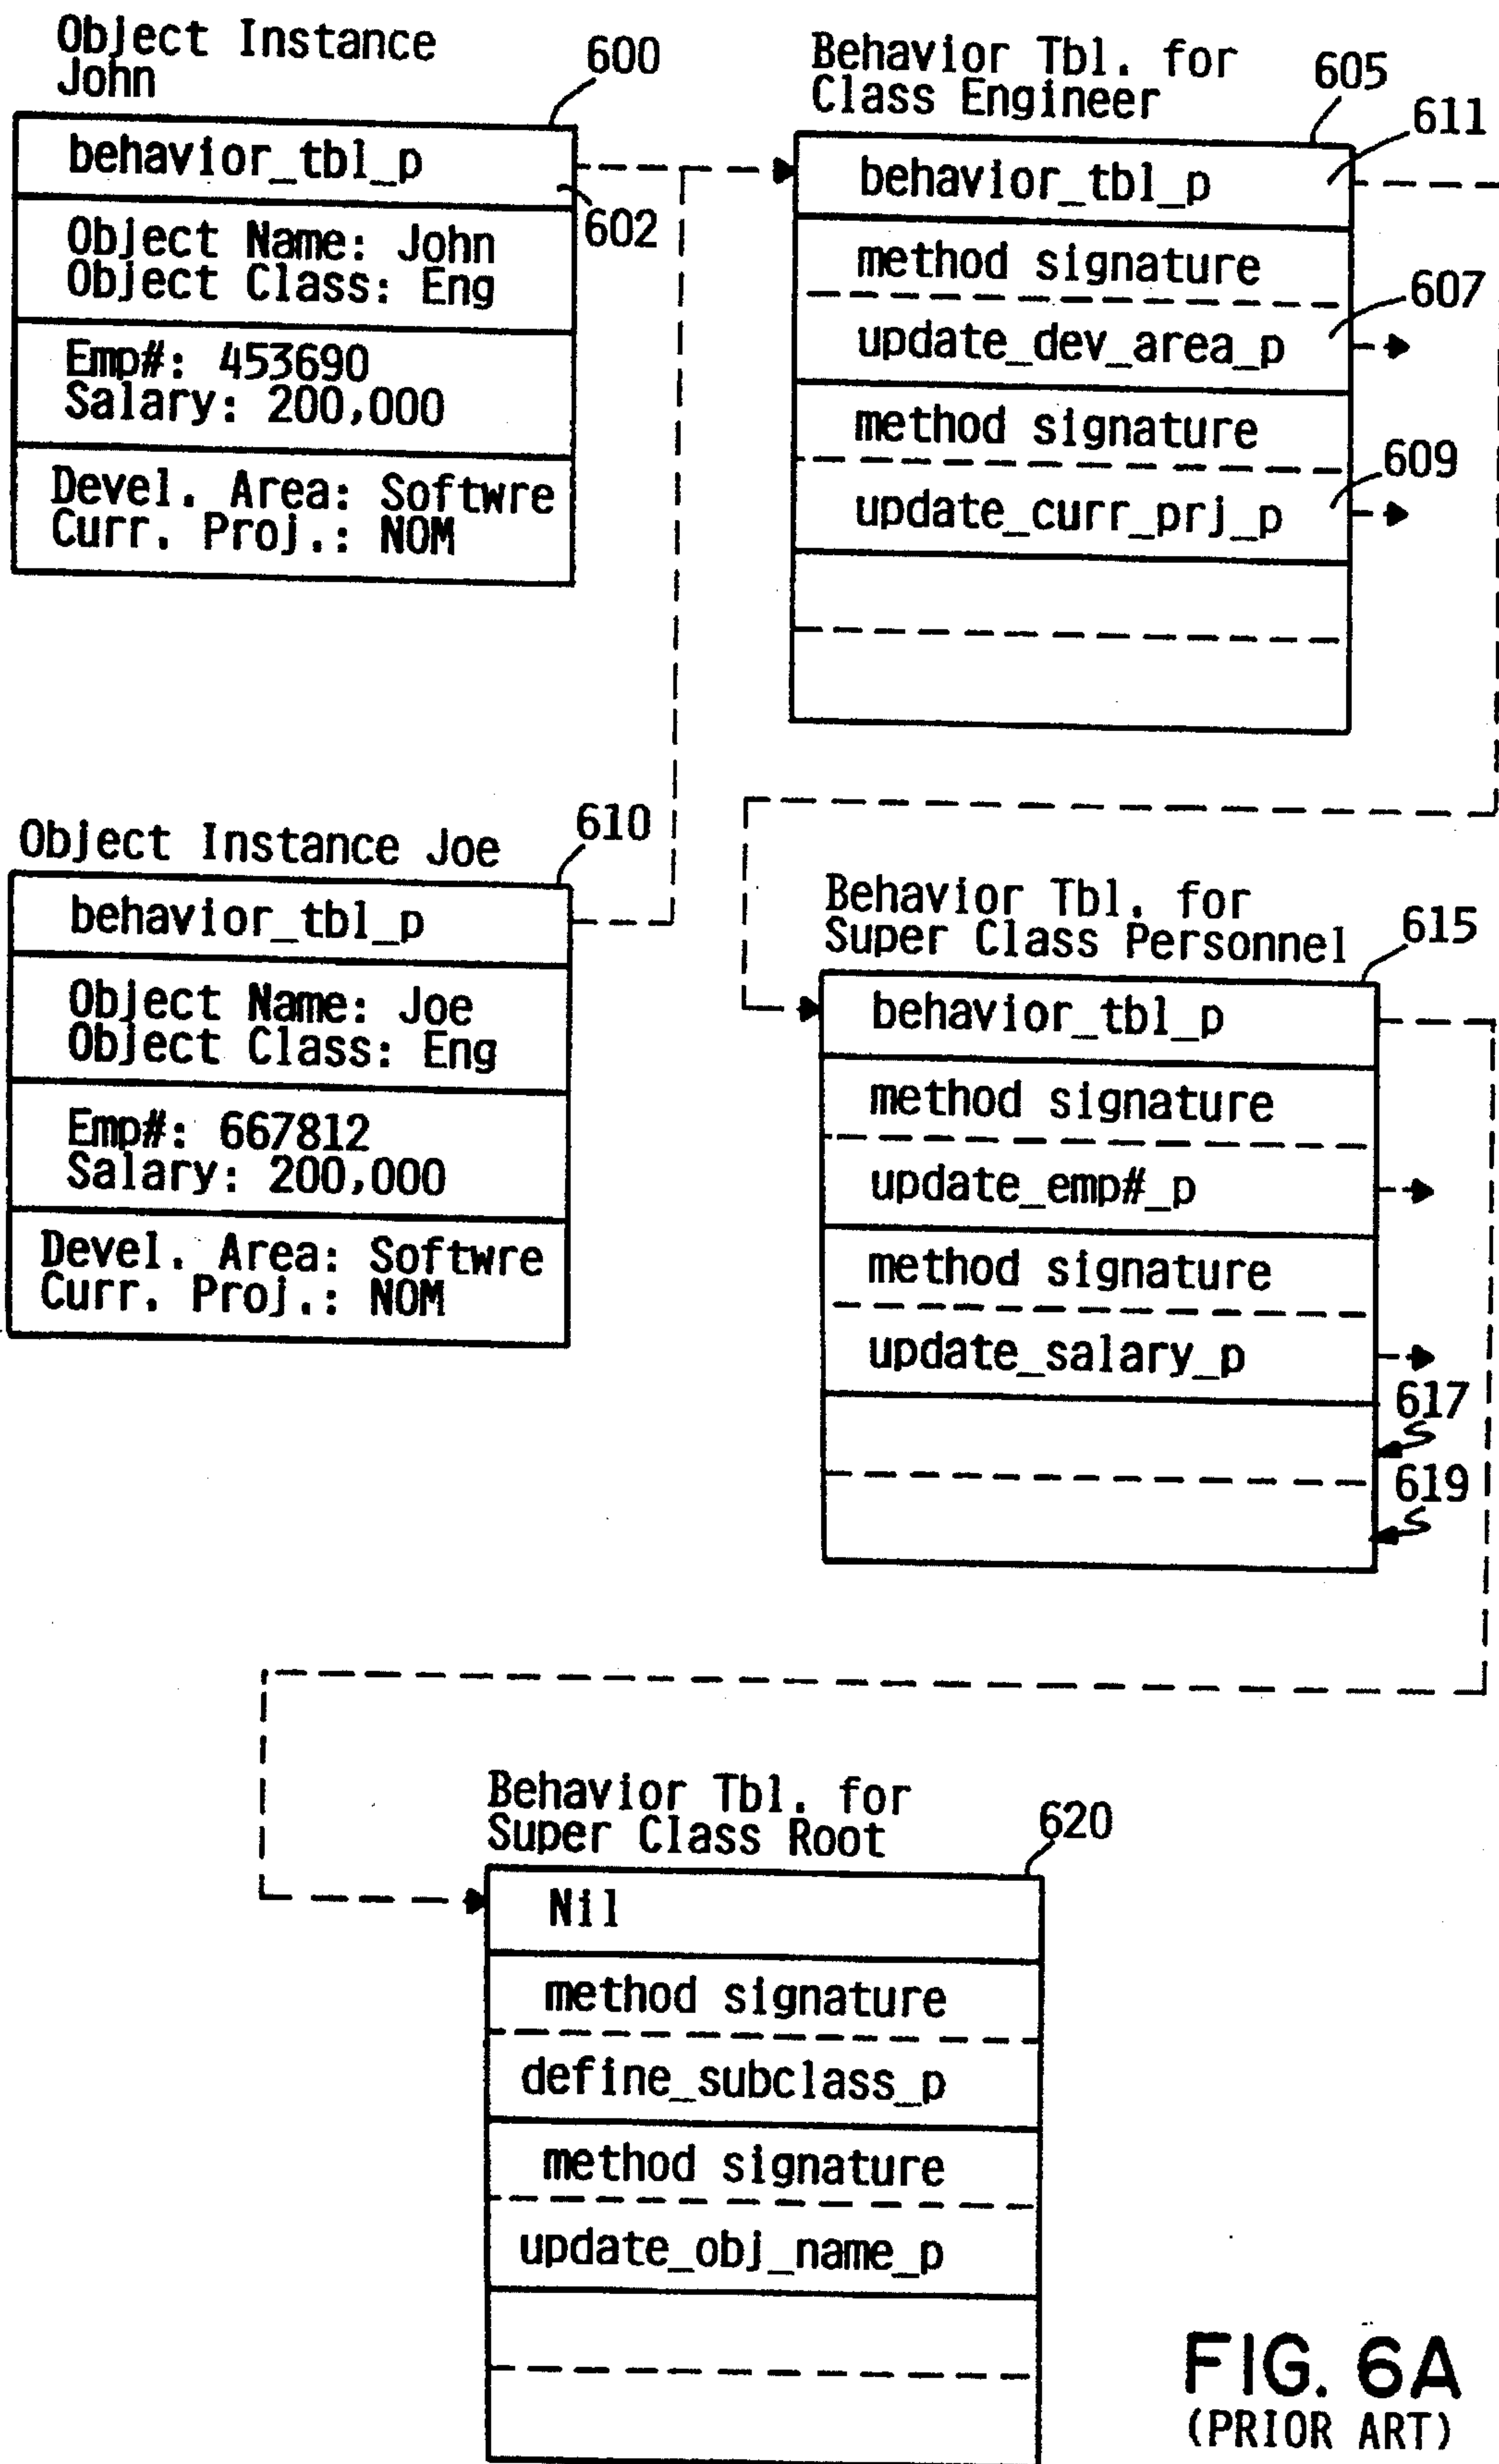 Object Instance
John
600
behavior_tbl_p
602
Object Name: John
Object Class: Eng
Emp#: 453690
Salary: 200,000
Devel. Area: Softwre
Curr. Proj.: NOM
Behavior Tbl. for
Class Engineer
605
611
behavior_tbl_p
method signature
607
update_dev_area_p
method signature
609
update_curr_prj_p
Object Instance Joe
610
behavior_tbl_p
Object Name: Joe
Object Class: Eng
Emp#: 667812
Salary: 200,000
Devel. Area: Softwre
Curr. Proj.: NOM
Behavior Tbl. for
Super Class Personnel
615
behavior_tbl_p
method signature
update_emp#_p
method signature
update_salary_p
617
619
Behavior Tbl. for
Super Class Root
620
Nil
method signature
define_subclass_p
method signature
update_obj_name_p
FIG. 6A
(PRIOR ART)